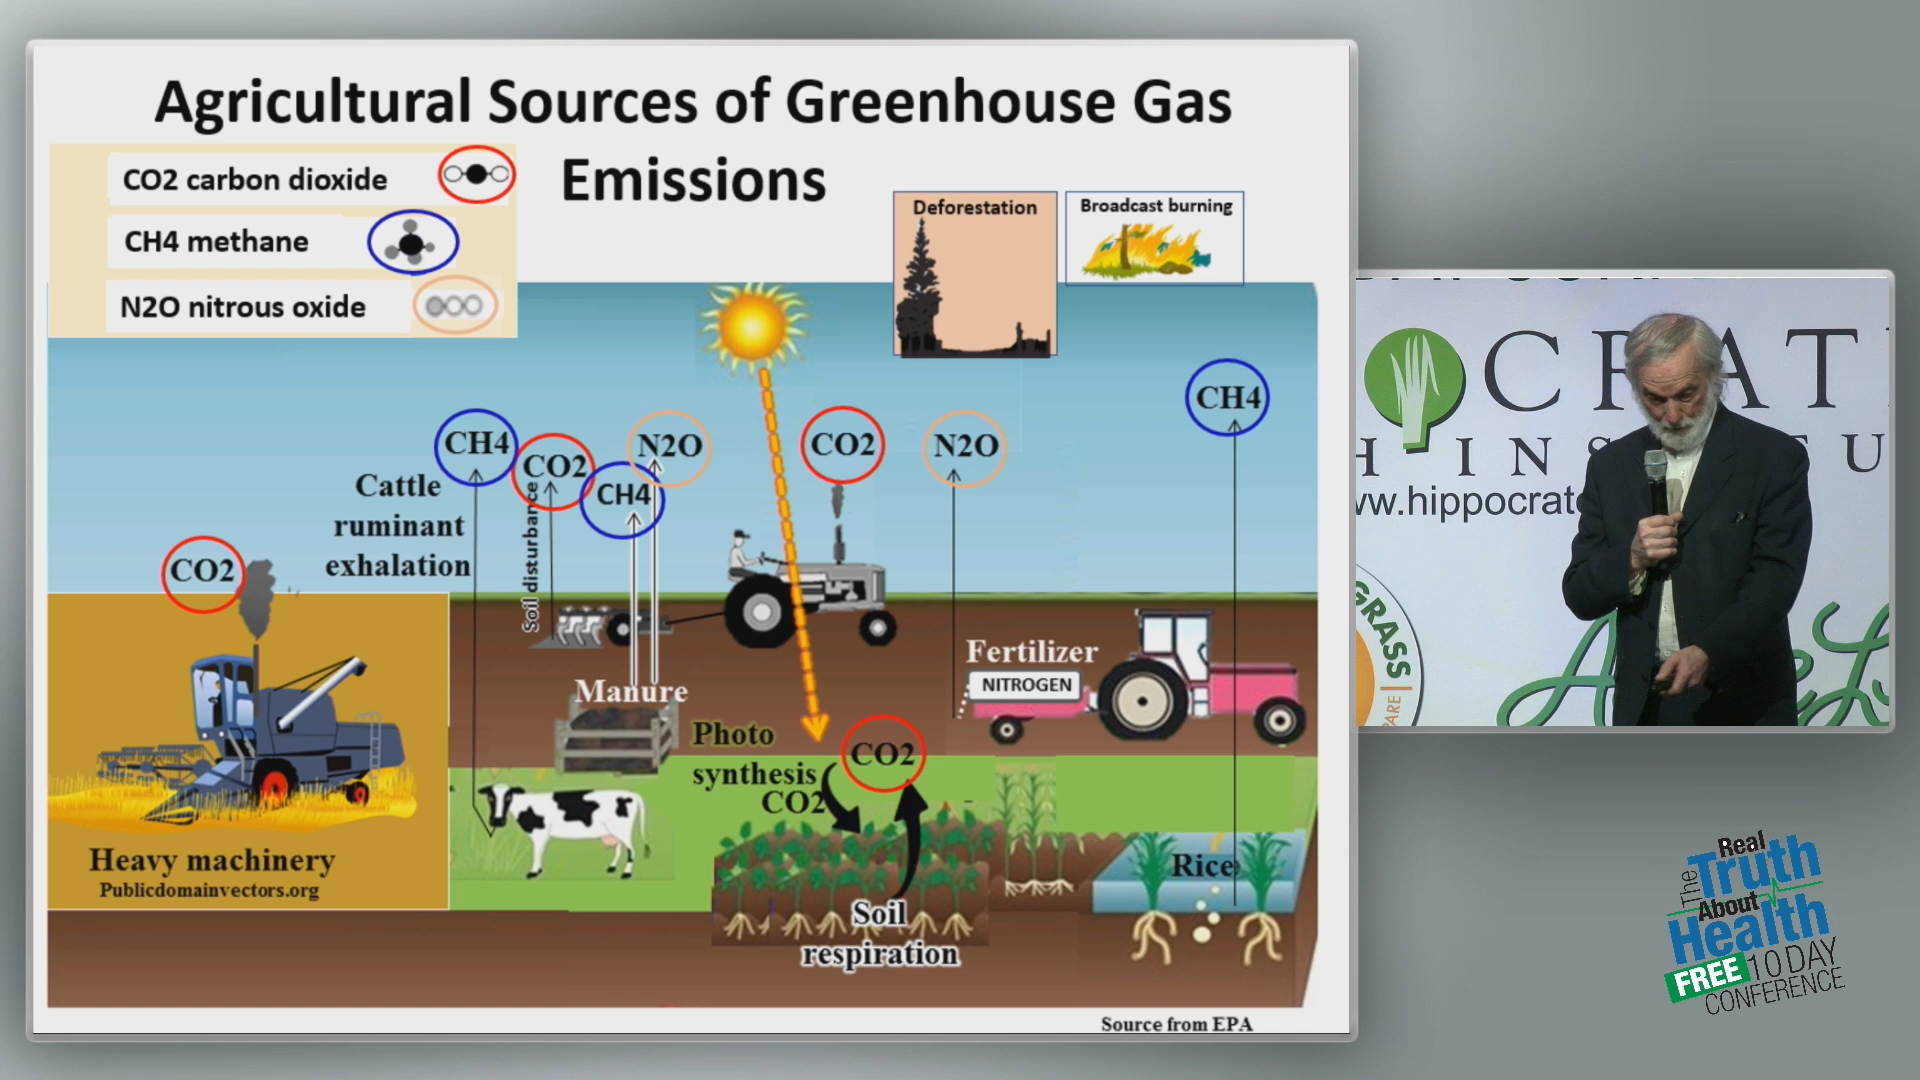 Agricultural Sources of Greenhouse Gas
Emissions
CO2 carbon dioxide
CH4 methane
N2O nitrous oxide
Deforestation
Broadcast burning
CH4
CH4
CO2
CH4
N2O
CO2
N2O
Cattle
ruminant
exhalation
Soil disturbance
CO2
Manure
Fertilizer
NITROGEN
Photo
synthesis
CO2
CO2
Heavy machinery
Publicdomainvectors.org
Rice
Soil
respiration
Source from EPA
OCRAT
H INS U
ww.hippocrat
GRASS
The Real
Truth
About
Health
FREE 10 DAY
CONFERENCE